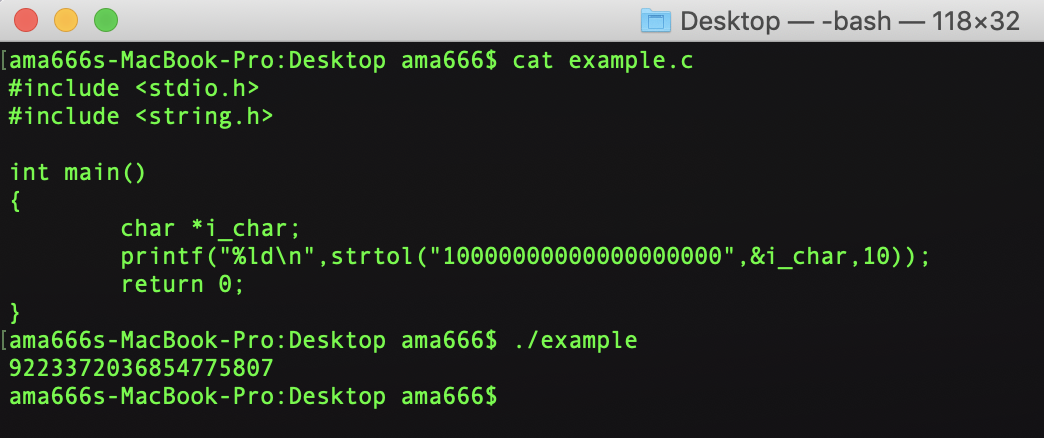 Desktop — -bash — 118×32
[ama666s-MacBook-Pro:Desktop ama666$ cat example.c
#include <stdio.h>
#include <string.h>

int main()
{
        char *i_char;
        printf("%ld\n",strtol("10000000000000000000",&i_char,10));
        return 0;
}
[ama666s-MacBook-Pro:Desktop ama666$ ./example
9223372036854775807
ama666s-MacBook-Pro:Desktop ama666$